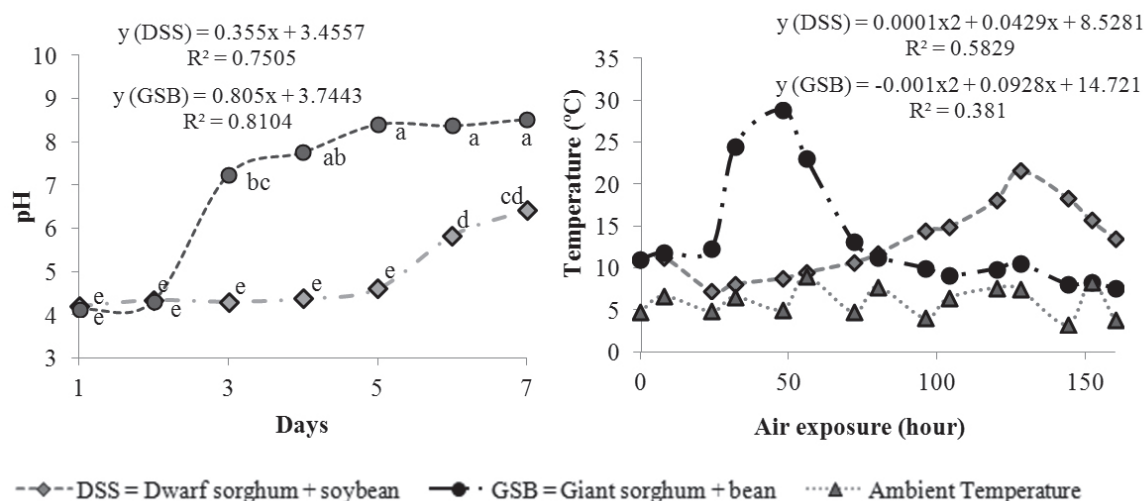 y (DSS) = 0.355x + 3.4557
R² = 0.7505
y (GSB) = 0.805x + 3.7443
R² = 0.8104
10
9
8
7
6
5
4
3
pH
e
e
e
e
e
e
e
bc
ab
a
a
a
d
cd
1
3
5
7
Days
y (DSS) = 0.0001x2 + 0.0429x + 8.5281
R² = 0.5829
y (GSB) = -0.001x2 + 0.0928x + 14.721
R² = 0.381
35
30
25
20
15
10
5
0
Temperature (ºC)
0
50
100
150
Air exposure (hour)
DSS = Dwarf sorghum + soybean
GSB = Giant sorghum + bean
Ambient Temperature